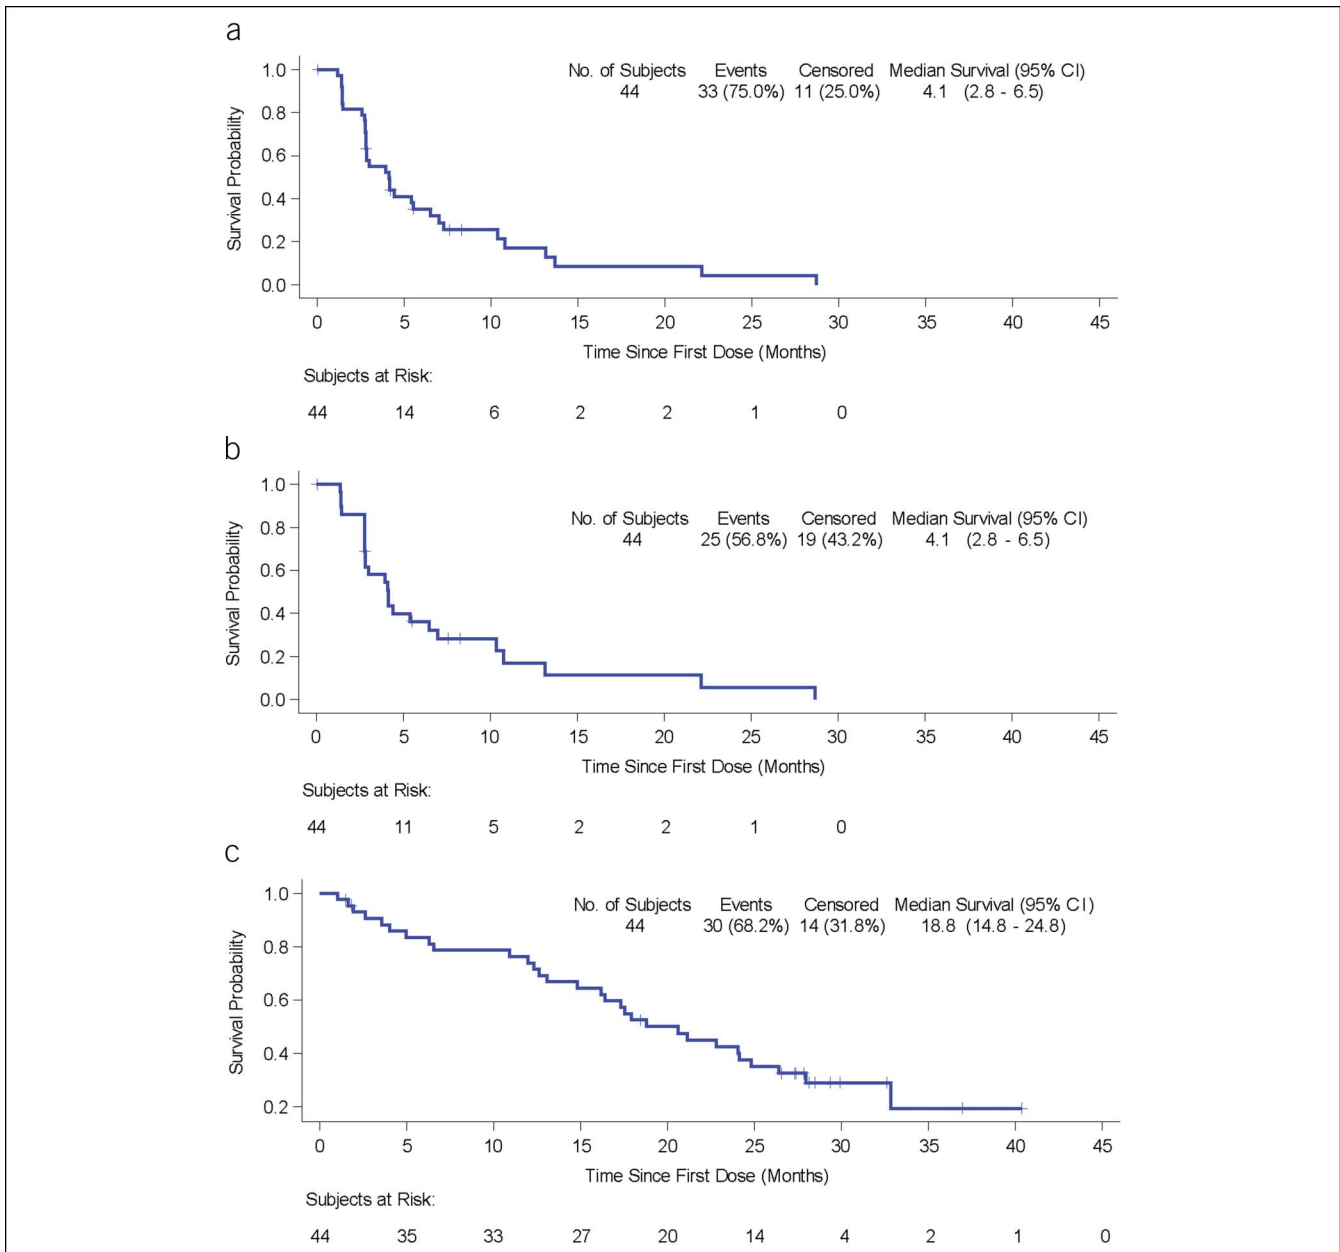 a
No. of Subjects Events Censored Median Survival (95% CI)
44 33 (75.0%) 11 (25.0%) 4.1 (2.8 - 6.5)
Survival Probability
1.0
0.8
0.6
0.4
0.2
0.0
0 5 10 15 20 25 30 35 40 45
Time Since First Dose (Months)
Subjects at Risk:
44 14 6 2 2 1 0
b
No. of Subjects Events Censored Median Survival (95% CI)
44 25 (56.8%) 19 (43.2%) 4.1 (2.8 - 6.5)
Survival Probability
1.0
0.8
0.6
0.4
0.2
0.0
0 5 10 15 20 25 30 35 40 45
Time Since First Dose (Months)
Subjects at Risk:
44 11 5 2 2 1 0
c
No. of Subjects Events Censored Median Survival (95% CI)
44 30 (68.2%) 14 (31.8%) 18.8 (14.8 - 24.8)
Survival Probability
1.0
0.8
0.6
0.4
0.2
0 5 10 15 20 25 30 35 40 45
Time Since First Dose (Months)
Subjects at Risk:
44 35 33 27 20 14 4 2 1 0